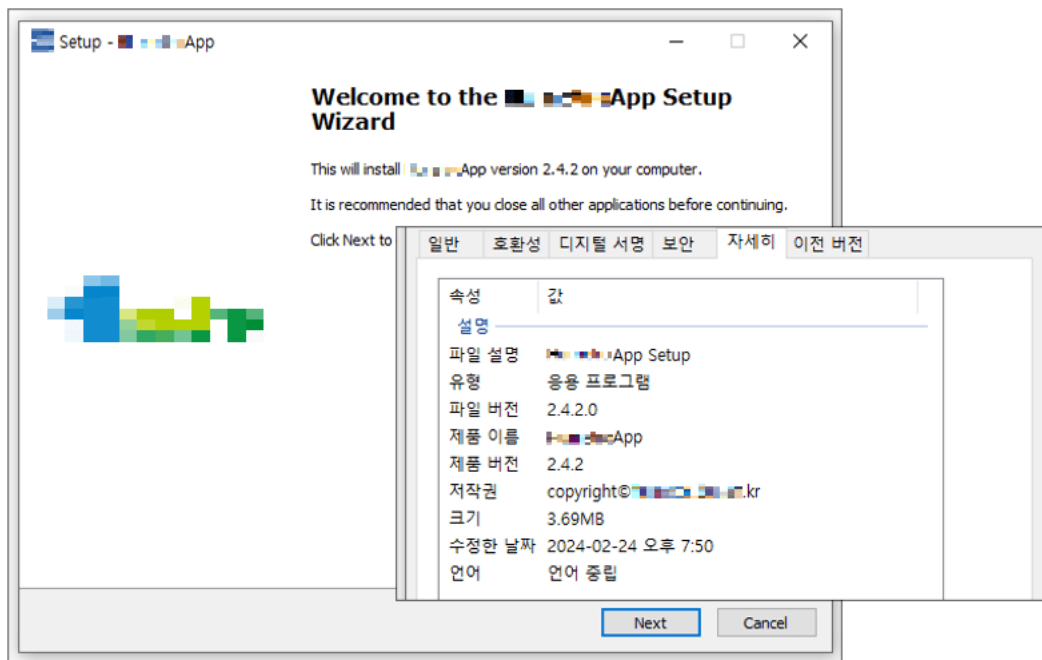 Setup - App
Welcome to the App Setup
Wizard
This will install App version 2.4.2 on your computer.
It is recommended that you close all other applications before continuing.
Click Next to
일반 호환성 디지털 서명 보안 자세히 이전 버전
속성 값
설명
파일 설명 App Setup
유형 응용 프로그램
파일 버전 2.4.2.0
제품 이름 App
제품 버전 2.4.2
저작권 copyright© .kr
크기 3.69MB
수정한 날짜 2024-02-24 오후 7:50
언어 언어 중립
Next Cancel